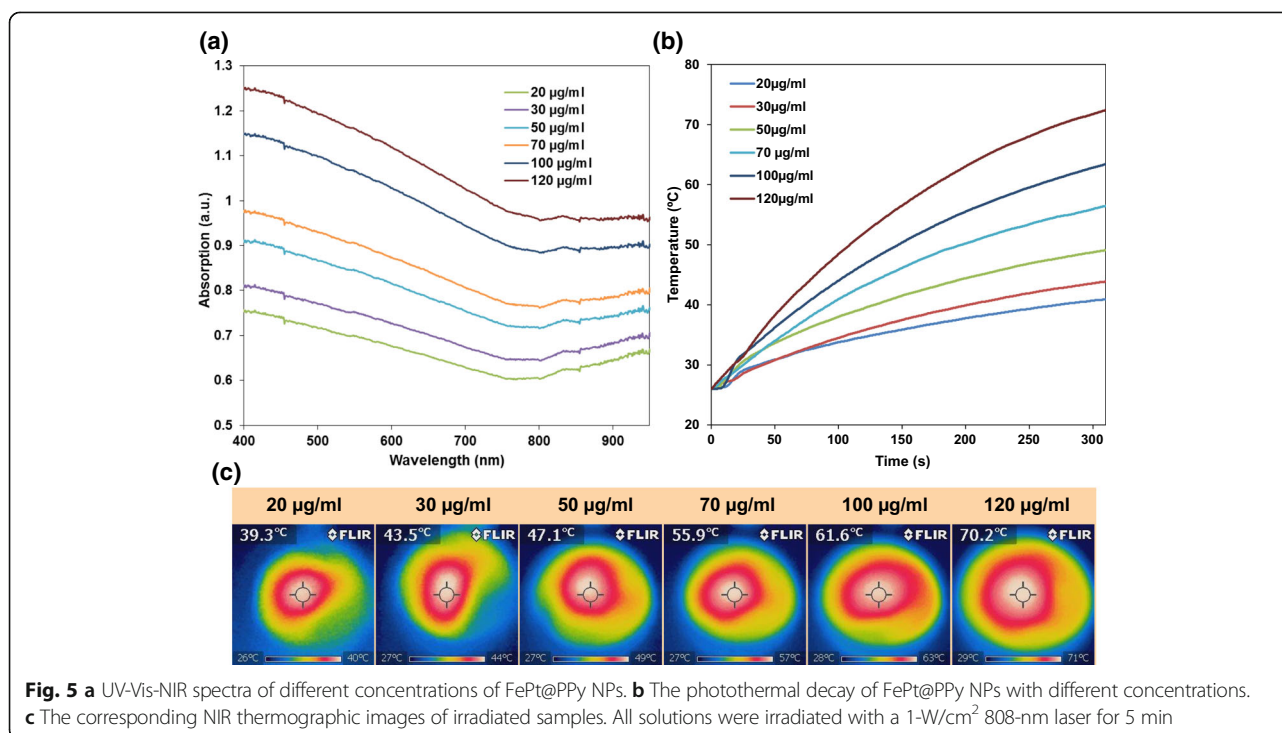 (a)
1.3
1.2
1.1
1
0.9
0.8
0.7
0.6
0.5
Absorption (a.u.)
400 500 600 700 800 900
Wavelength (nm)
20 µg/ml
30 µg/ml
50 µg/ml
70 µg/ml
100 µg/ml
120 µg/ml
(b)
80
70
60
50
40
30
20
Temperature (ºC)
0 50 100 150 200 250 300
Time (s)
20µg/ml
30µg/ml
50µg/ml
70 µg/ml
100µg/ml
120µg/ml
(c)
20 µg/ml 30 µg/ml 50 µg/ml 70 µg/ml 100 µg/ml 120 µg/ml
39.3°C FLIR 43.5°C FLIR 47.1°C FLIR 55.9°C FLIR 61.6°C FLIR 70.2°C FLIR
26°C 40°C 27°C 44°C 27°C 49°C 27°C 57°C 28°C 63°C 29°C 71°C
Fig. 5 a UV-Vis-NIR spectra of different concentrations of FePt@PPy NPs. b The photothermal decay of FePt@PPy NPs with different concentrations.
c The corresponding NIR thermographic images of irradiated samples. All solutions were irradiated with a 1-W/cm² 808-nm laser for 5 min